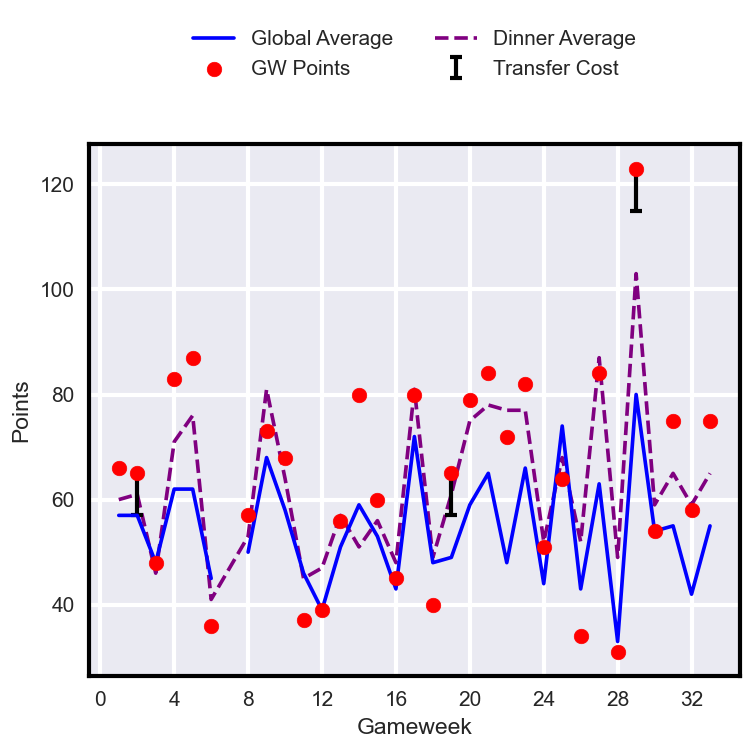 Global Average
Dinner Average
GW Points
Transfer Cost
120
100
80
60
40
Points
0 4 8 12 16 20 24 28 32
Gameweek